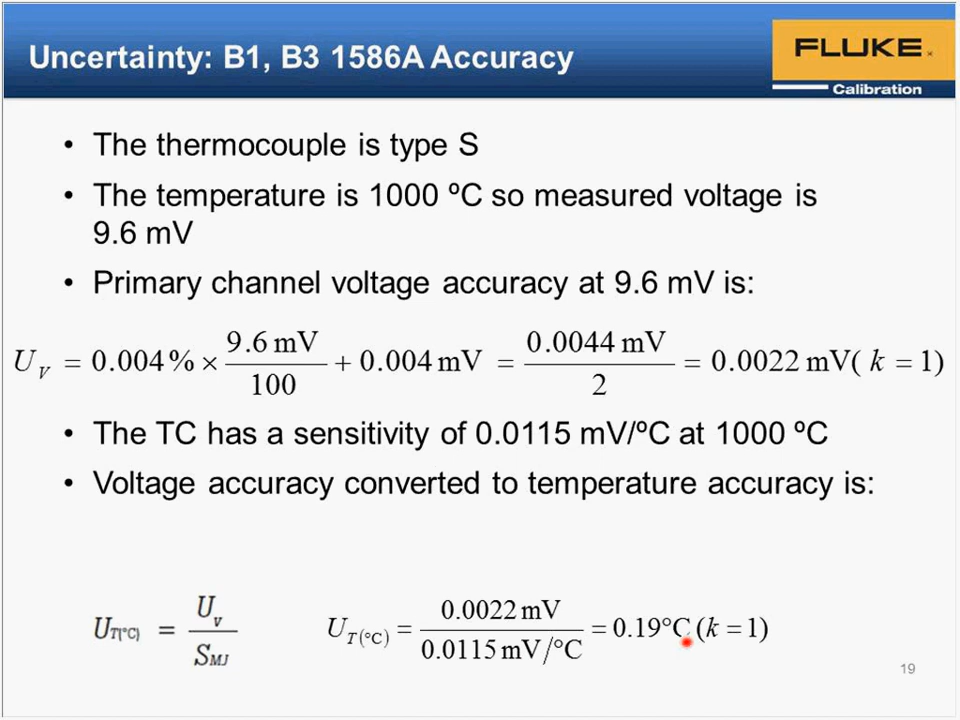 Uncertainty: B1, B3 1586A Accuracy
FLUKE
Calibration
• The thermocouple is type S
• The temperature is 1000 ºC so measured voltage is
9.6 mV
• Primary channel voltage accuracy at 9.6 mV is:
U_V = 0.004% × 9.6 mV / 100 + 0.004 mV = 0.0044 mV / 2 = 0.0022 mV( k = 1)
• The TC has a sensitivity of 0.0115 mV/ºC at 1000 ºC
• Voltage accuracy converted to temperature accuracy is:
U_T(°C) = U_v / S_MJ
U_T(°C) = 0.0022 mV / 0.0115 mV/°C = 0.19°C (k = 1)
19